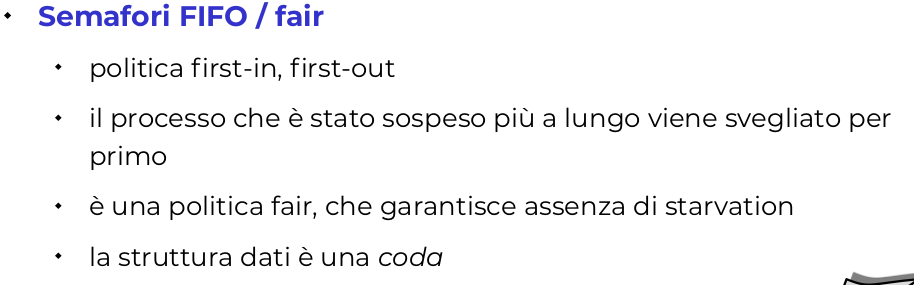 • Semafori FIFO / fair
• politica first-in, first-out
• il processo che è stato sospeso più a lungo viene svegliato per
primo
• è una politica fair, che garantisce assenza di starvation
• la struttura dati è una coda